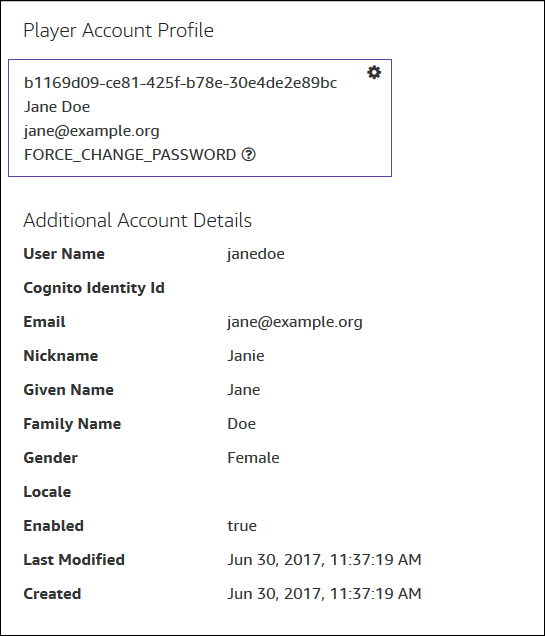 Player Account Profile
b1169d09-ce81-425f-b78e-30e4de2e89bc
Jane Doe
jane@example.org
FORCE_CHANGE_PASSWORD ?
Additional Account Details
User Name janedoe
Cognito Identity Id
Email jane@example.org
Nickname Janie
Given Name Jane
Family Name Doe
Gender Female
Locale
Enabled true
Last Modified Jun 30, 2017, 11:37:19 AM
Created Jun 30, 2017, 11:37:19 AM